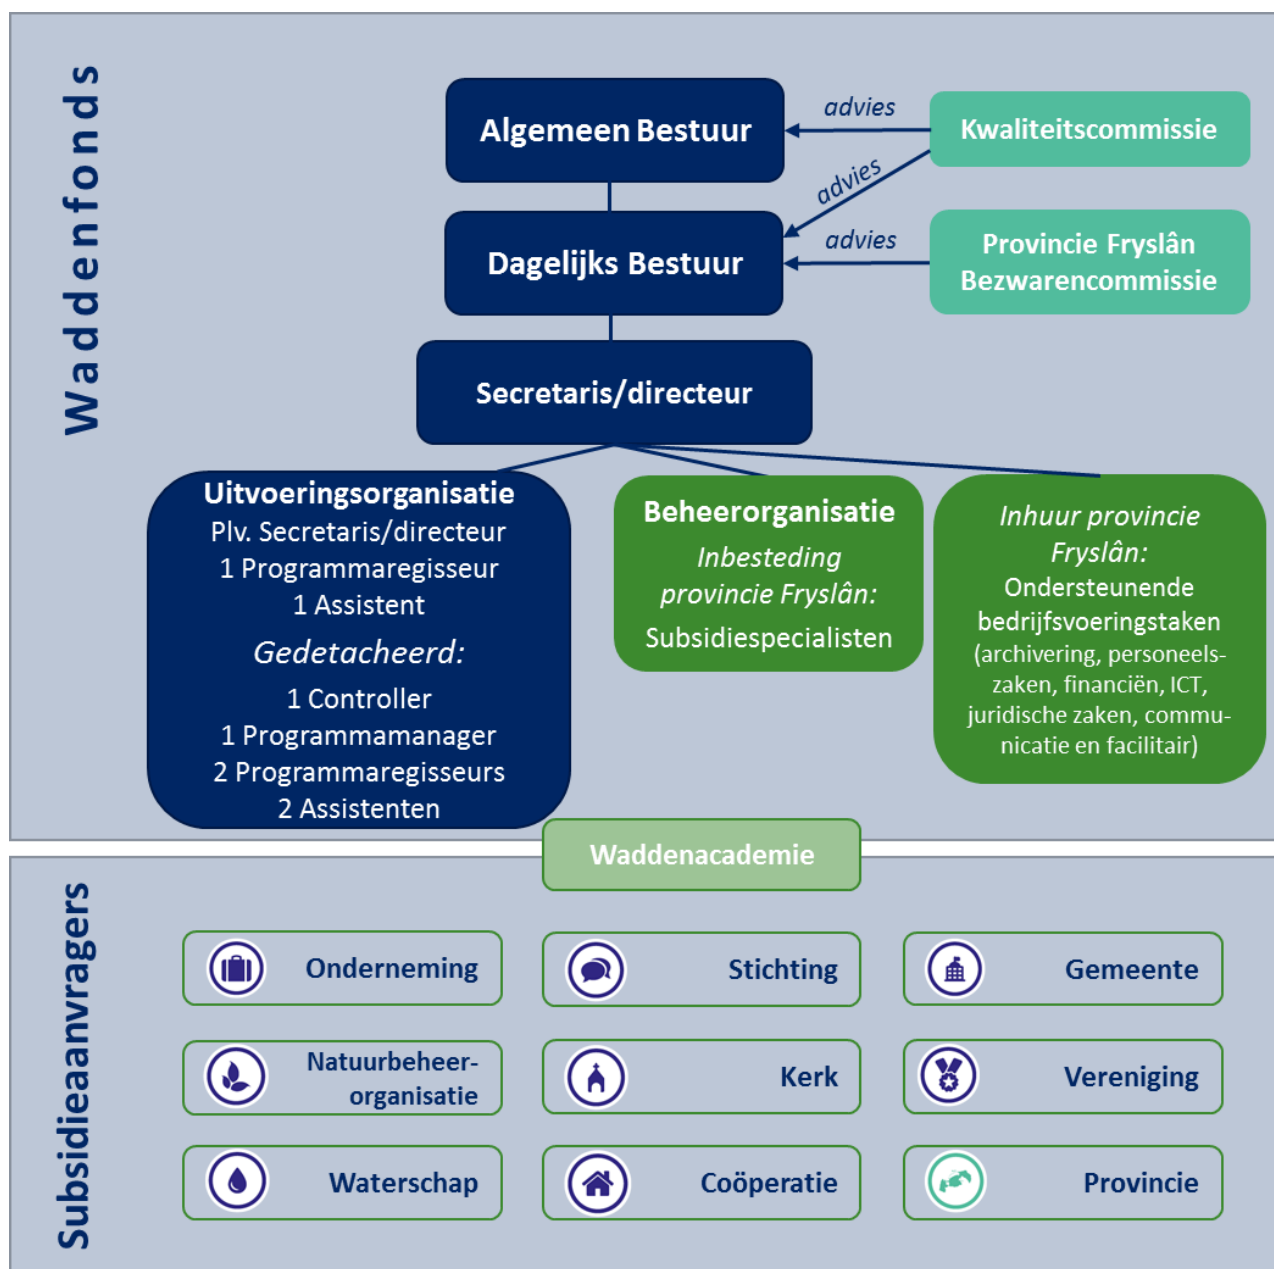 Waddenfonds
Algemeen Bestuur
advies
Kwaliteitscommissie
advies
Dagelijks Bestuur
advies
Provincie Fryslân
Bezwarencommissie
Secretaris/directeur
Uitvoeringsorganisatie
Plv. Secretaris/directeur
1 Programmaregisseur
1 Assistent
Gedetacheerd:
1 Controller
1 Programmamanager
2 Programmaregisseurs
2 Assistenten
Beheerorganisatie
Inbesteding
provincie Fryslân:
Subsidiespecialisten
Inhuur provincie
Fryslân:
Ondersteunende
bedrijfsvoeringstaken
(archivering, personeels-
zaken, financiën, ICT,
juridische zaken, commu-
nicatie en facilitair)
Waddenacademie
Subsidieaanvragers
Onderneming
Stichting
Gemeente
Natuurbeheer-
organisatie
Kerk
Vereniging
Waterschap
Coöperatie
Provincie